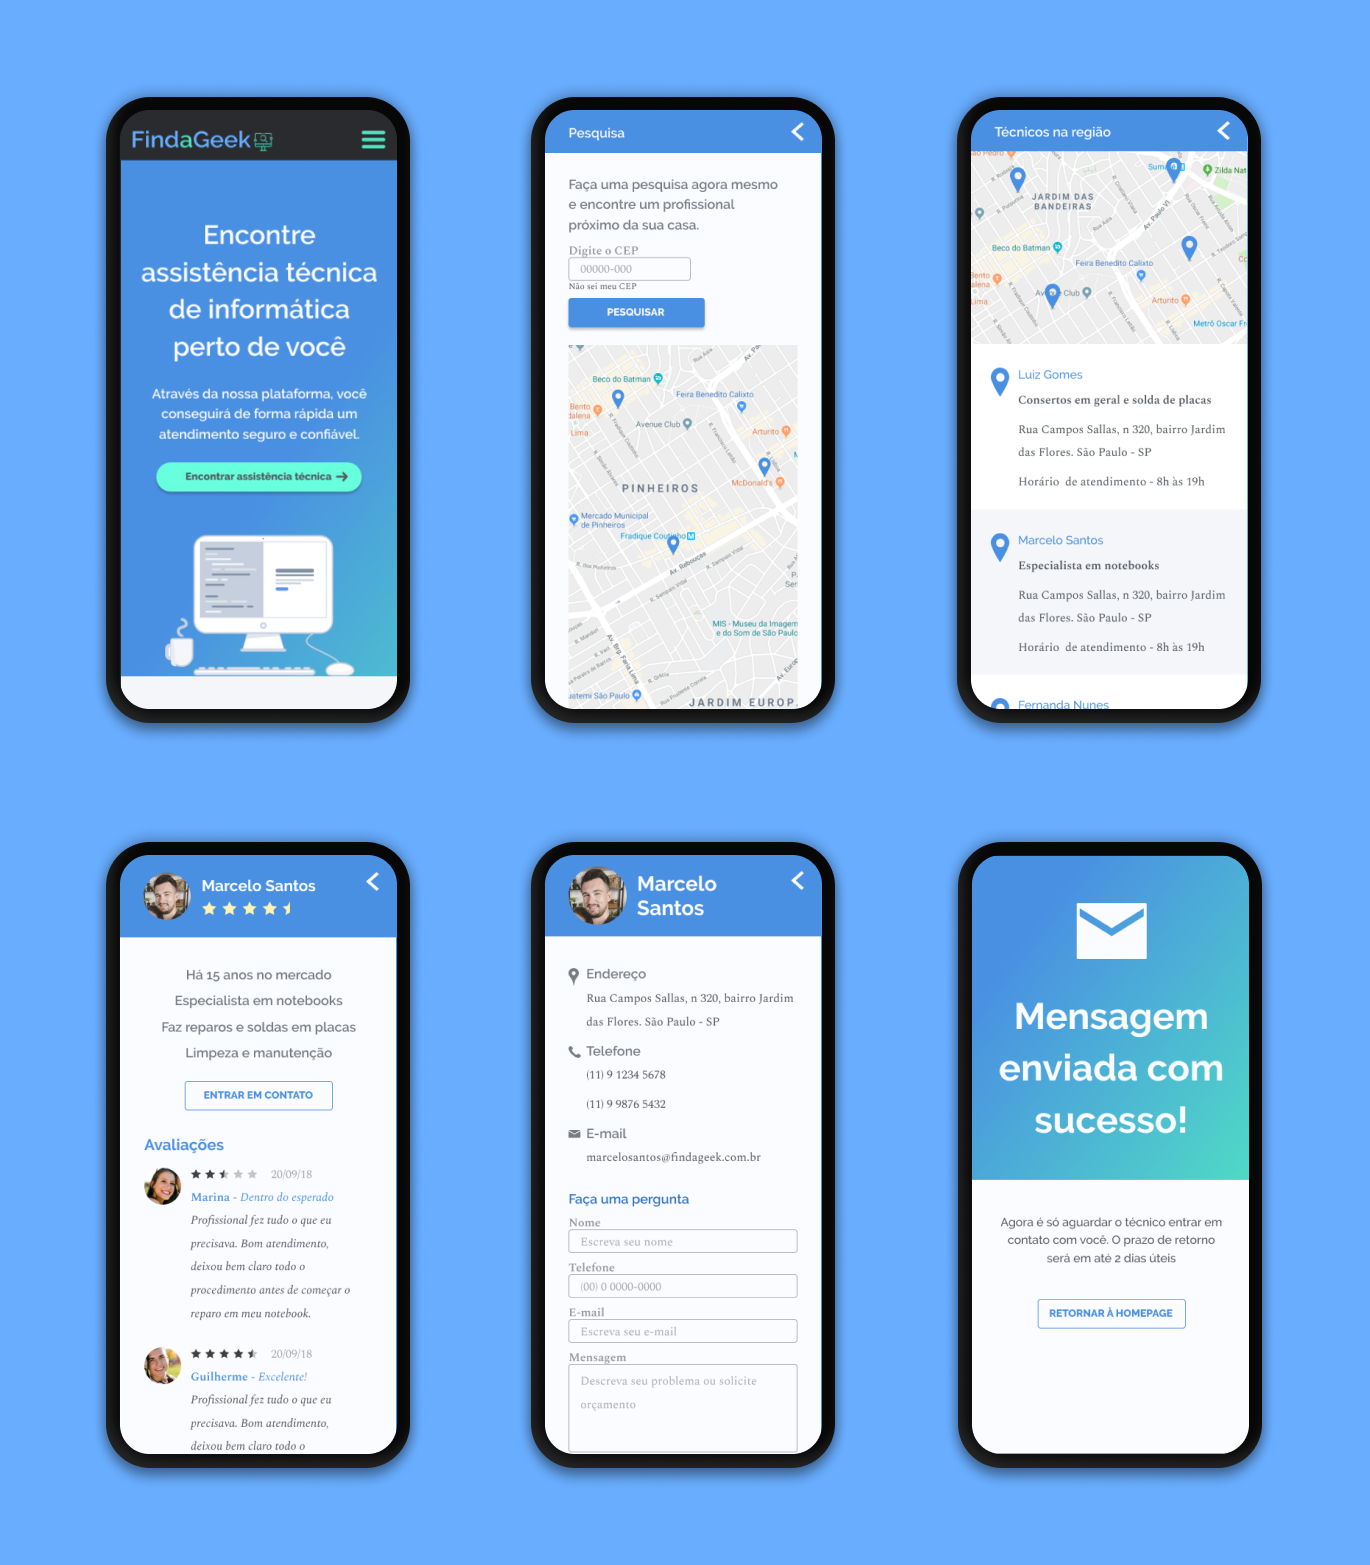 FindaGeek
Encontre
assistência técnica
de informática
perto de você
Através da nossa plataforma, você
conseguirá de forma rápida um
atendimento seguro e confiável.
Encontrar assistência técnica
Pesquisa
Faça uma pesquisa agora mesmo
e encontre um profissional
próximo da sua casa.
Digite o CEP
00000-000
Não sei meu CEP
PESQUISAR
Beco do Batman
Feira Benedito Calixto
Bento
dalena
Lima
Avenue Club
Arturito
McDonald's
PINHEIROS
Mercado Municipal
de Pinheiros
Fradique Coutinho
Av. Rebouças
MIS - Museu da Imagem
e do Som de São Paulo
Av. Brig. Faria Lima
uatemi São Paulo
JARDIM EUROP
Técnicos na região
Zilda Nat
JARDIM DAS
BANDEIRAS
Av. Paulo VI
Beco do Batman
Feira Benedito Calixto
Bento
Lima
Arturito
Metrô Oscar Fr
Luiz Gomes
Consertos em geral e solda de placas
Rua Campos Sallas, n 320, bairro Jardim
das Flores. São Paulo - SP
Horário de atendimento - 8h às 19h
Marcelo Santos
Especialista em notebooks
Rua Campos Sallas, n 320, bairro Jardim
das Flores. São Paulo - SP
Horário de atendimento - 8h às 19h
Fernanda Nunes
Marcelo Santos
Há 15 anos no mercado
Especialista em notebooks
Faz reparos e soldas em placas
Limpeza e manutenção
ENTRAR EM CONTATO
Avaliações
20/09/18
Marina - Dentro do esperado
Profissional fez tudo o que eu
precisava. Bom atendimento,
deixou bem claro todo o
procedimento antes de começar o
reparo em meu notebook.
20/09/18
Guilherme - Excelente!
Profissional fez tudo o que eu
precisava. Bom atendimento,
deixou bem claro todo o
Marcelo
Santos
Endereço
Rua Campos Sallas, n 320, bairro Jardim
das Flores. São Paulo - SP
Telefone
(11) 9 1234 5678
(11) 9 9876 5432
E-mail
marcelosantos@findageek.com.br
Faça uma pergunta
Nome
Escreva seu nome
Telefone
(00) 0 0000-0000
E-mail
Escreva seu e-mail
Mensagem
Descreva seu problema ou solicite
orçamento
Mensagem
enviada com
sucesso!
Agora é só aguardar o técnico entrar em
contato com você. O prazo de retorno
será em até 2 dias úteis
RETORNAR À HOMEPAGE